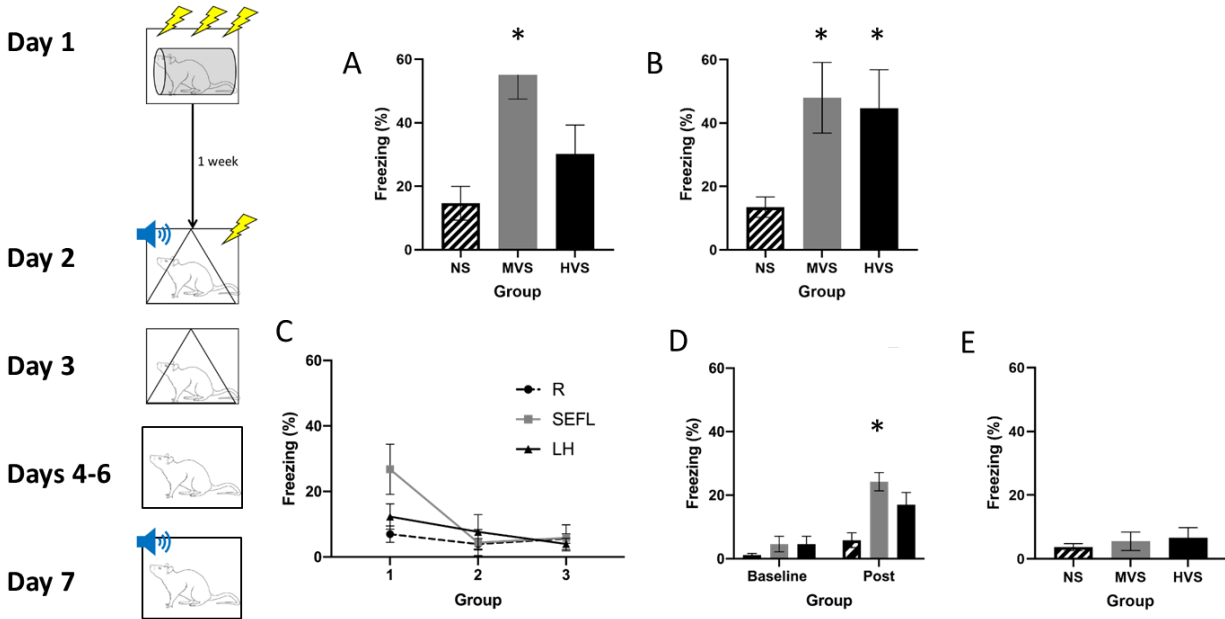 Day 1
1 week
Day 2
Day 3
Days 4-6
Day 7
A
*
Freezing (%)
60
40
20
0
NS MVS HVS
Group
B
* *
Freezing (%)
60
40
20
0
NS MVS HVS
Group
C
Freezing (%)
60
40
20
0
1 2 3
Group
R
SEFL
LH
D
*
Freezing (%)
60
40
20
0
Baseline Post
Group
E
Freezing (%)
60
40
20
0
NS MVS HVS
Group